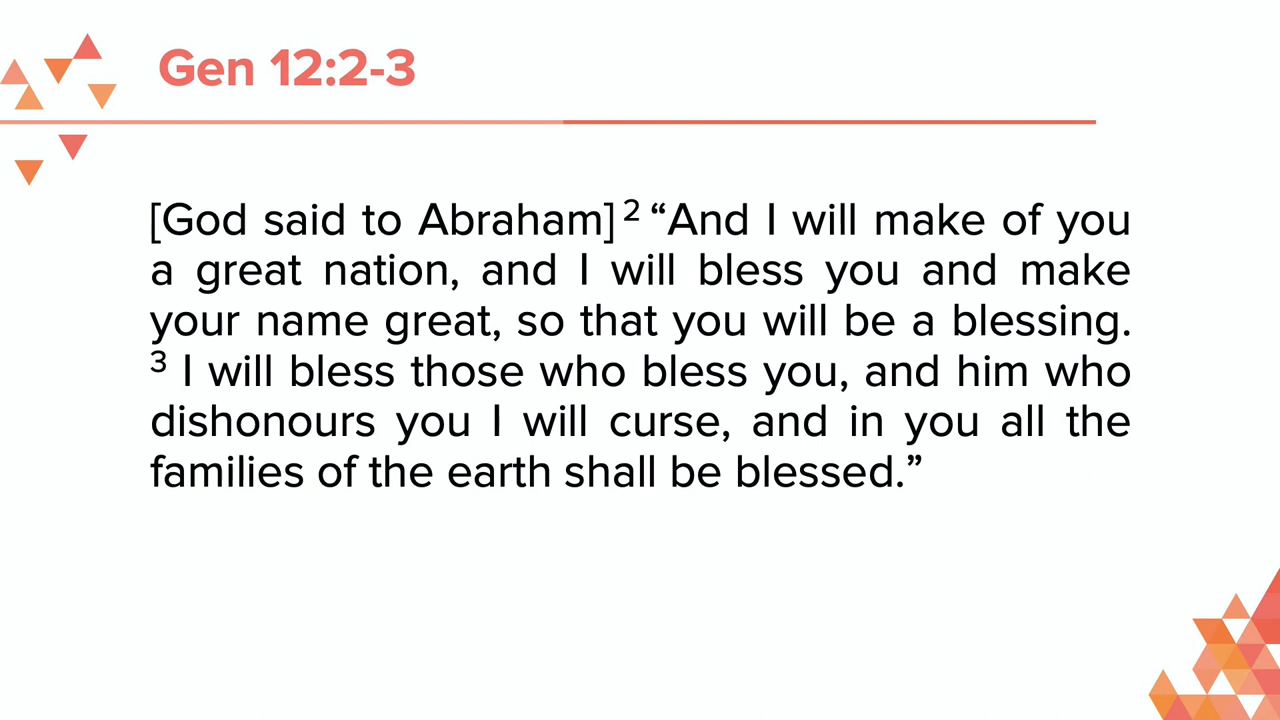 Gen 12:2-3
[God said to Abraham] 2 “And I will make of you
a great nation, and I will bless you and make
your name great, so that you will be a blessing.
3 I will bless those who bless you, and him who
dishonours you I will curse, and in you all the
families of the earth shall be blessed.”